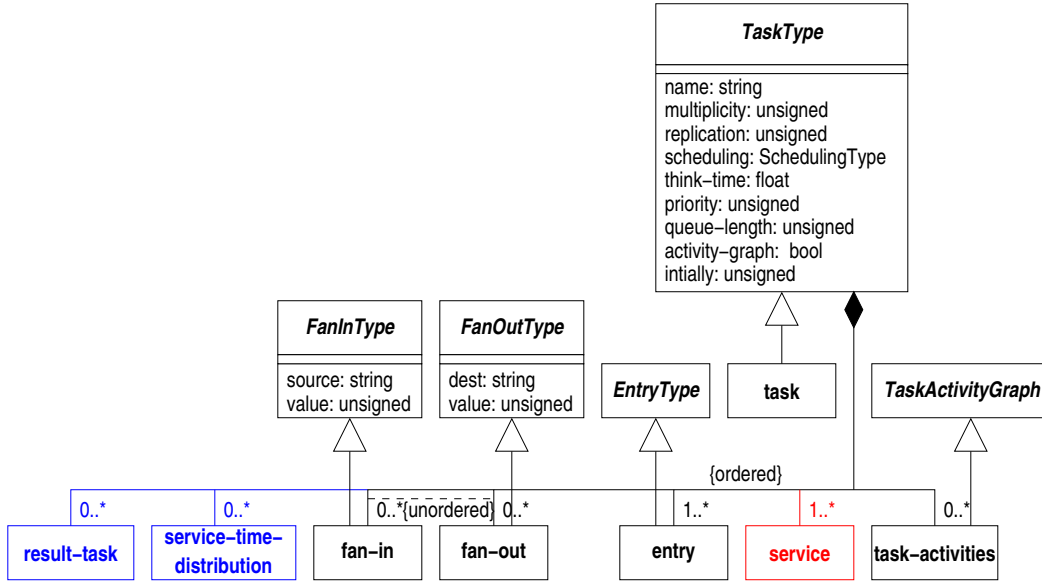 TaskType
name: string
multiplicity: unsigned
replication: unsigned
scheduling: SchedulingType
think-time: float
priority: unsigned
queue-length: unsigned
activity-graph: bool
intially: unsigned
FanInType
source: string
value: unsigned
FanOutType
dest: string
value: unsigned
EntryType
task
TaskActivityGraph
{ordered}
0..*
0..*
0..*
{unordered}
0..*
1..*
1..*
0..*
result-task
service-time-
distribution
fan-in
fan-out
entry
service
task-activities